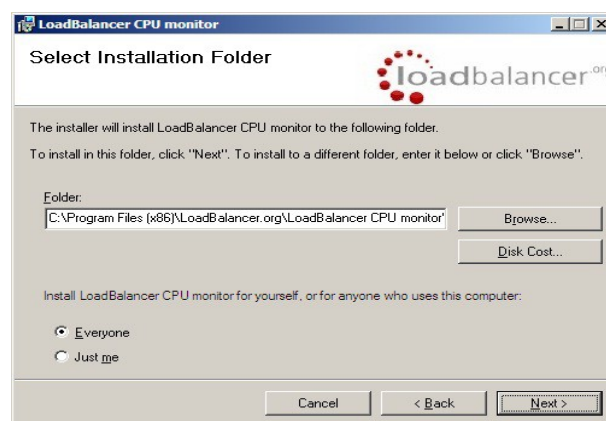 LoadBalancer CPU monitor
Select Installation Folder
loadbalancer.org
The installer will install LoadBalancer CPU monitor to the following folder.
To install in this folder, click "Next". To install to a different folder, enter it below or click "Browse".
Folder:
C:\Program Files (x86)\LoadBalancer.org\LoadBalancer CPU monitor\
Browse...
Disk Cost...
Install LoadBalancer CPU monitor for yourself, or for anyone who uses this computer:
Everyone
Just me
Cancel
< Back
Next >